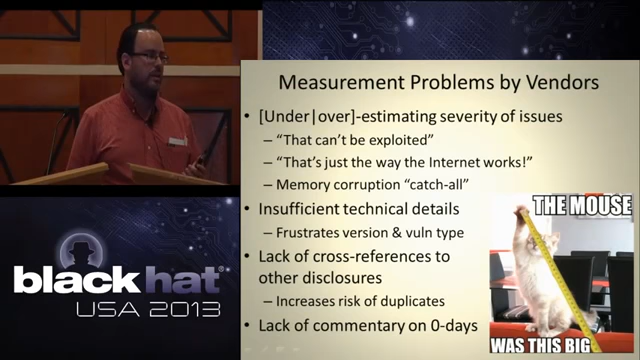 Measurement Problems by Vendors
• [Under|over]-estimating severity of issues
– "That can't be exploited"
– "That's just the way the Internet works!"
– Memory corruption "catch-all"
• Insufficient technical details
– Frustrates version & vuln type
• Lack of cross-references to
other disclosures
– Increases risk of duplicates
• Lack of commentary on 0-days
THE MOUSE
WAS THIS BIG
black hat®
USA 2013